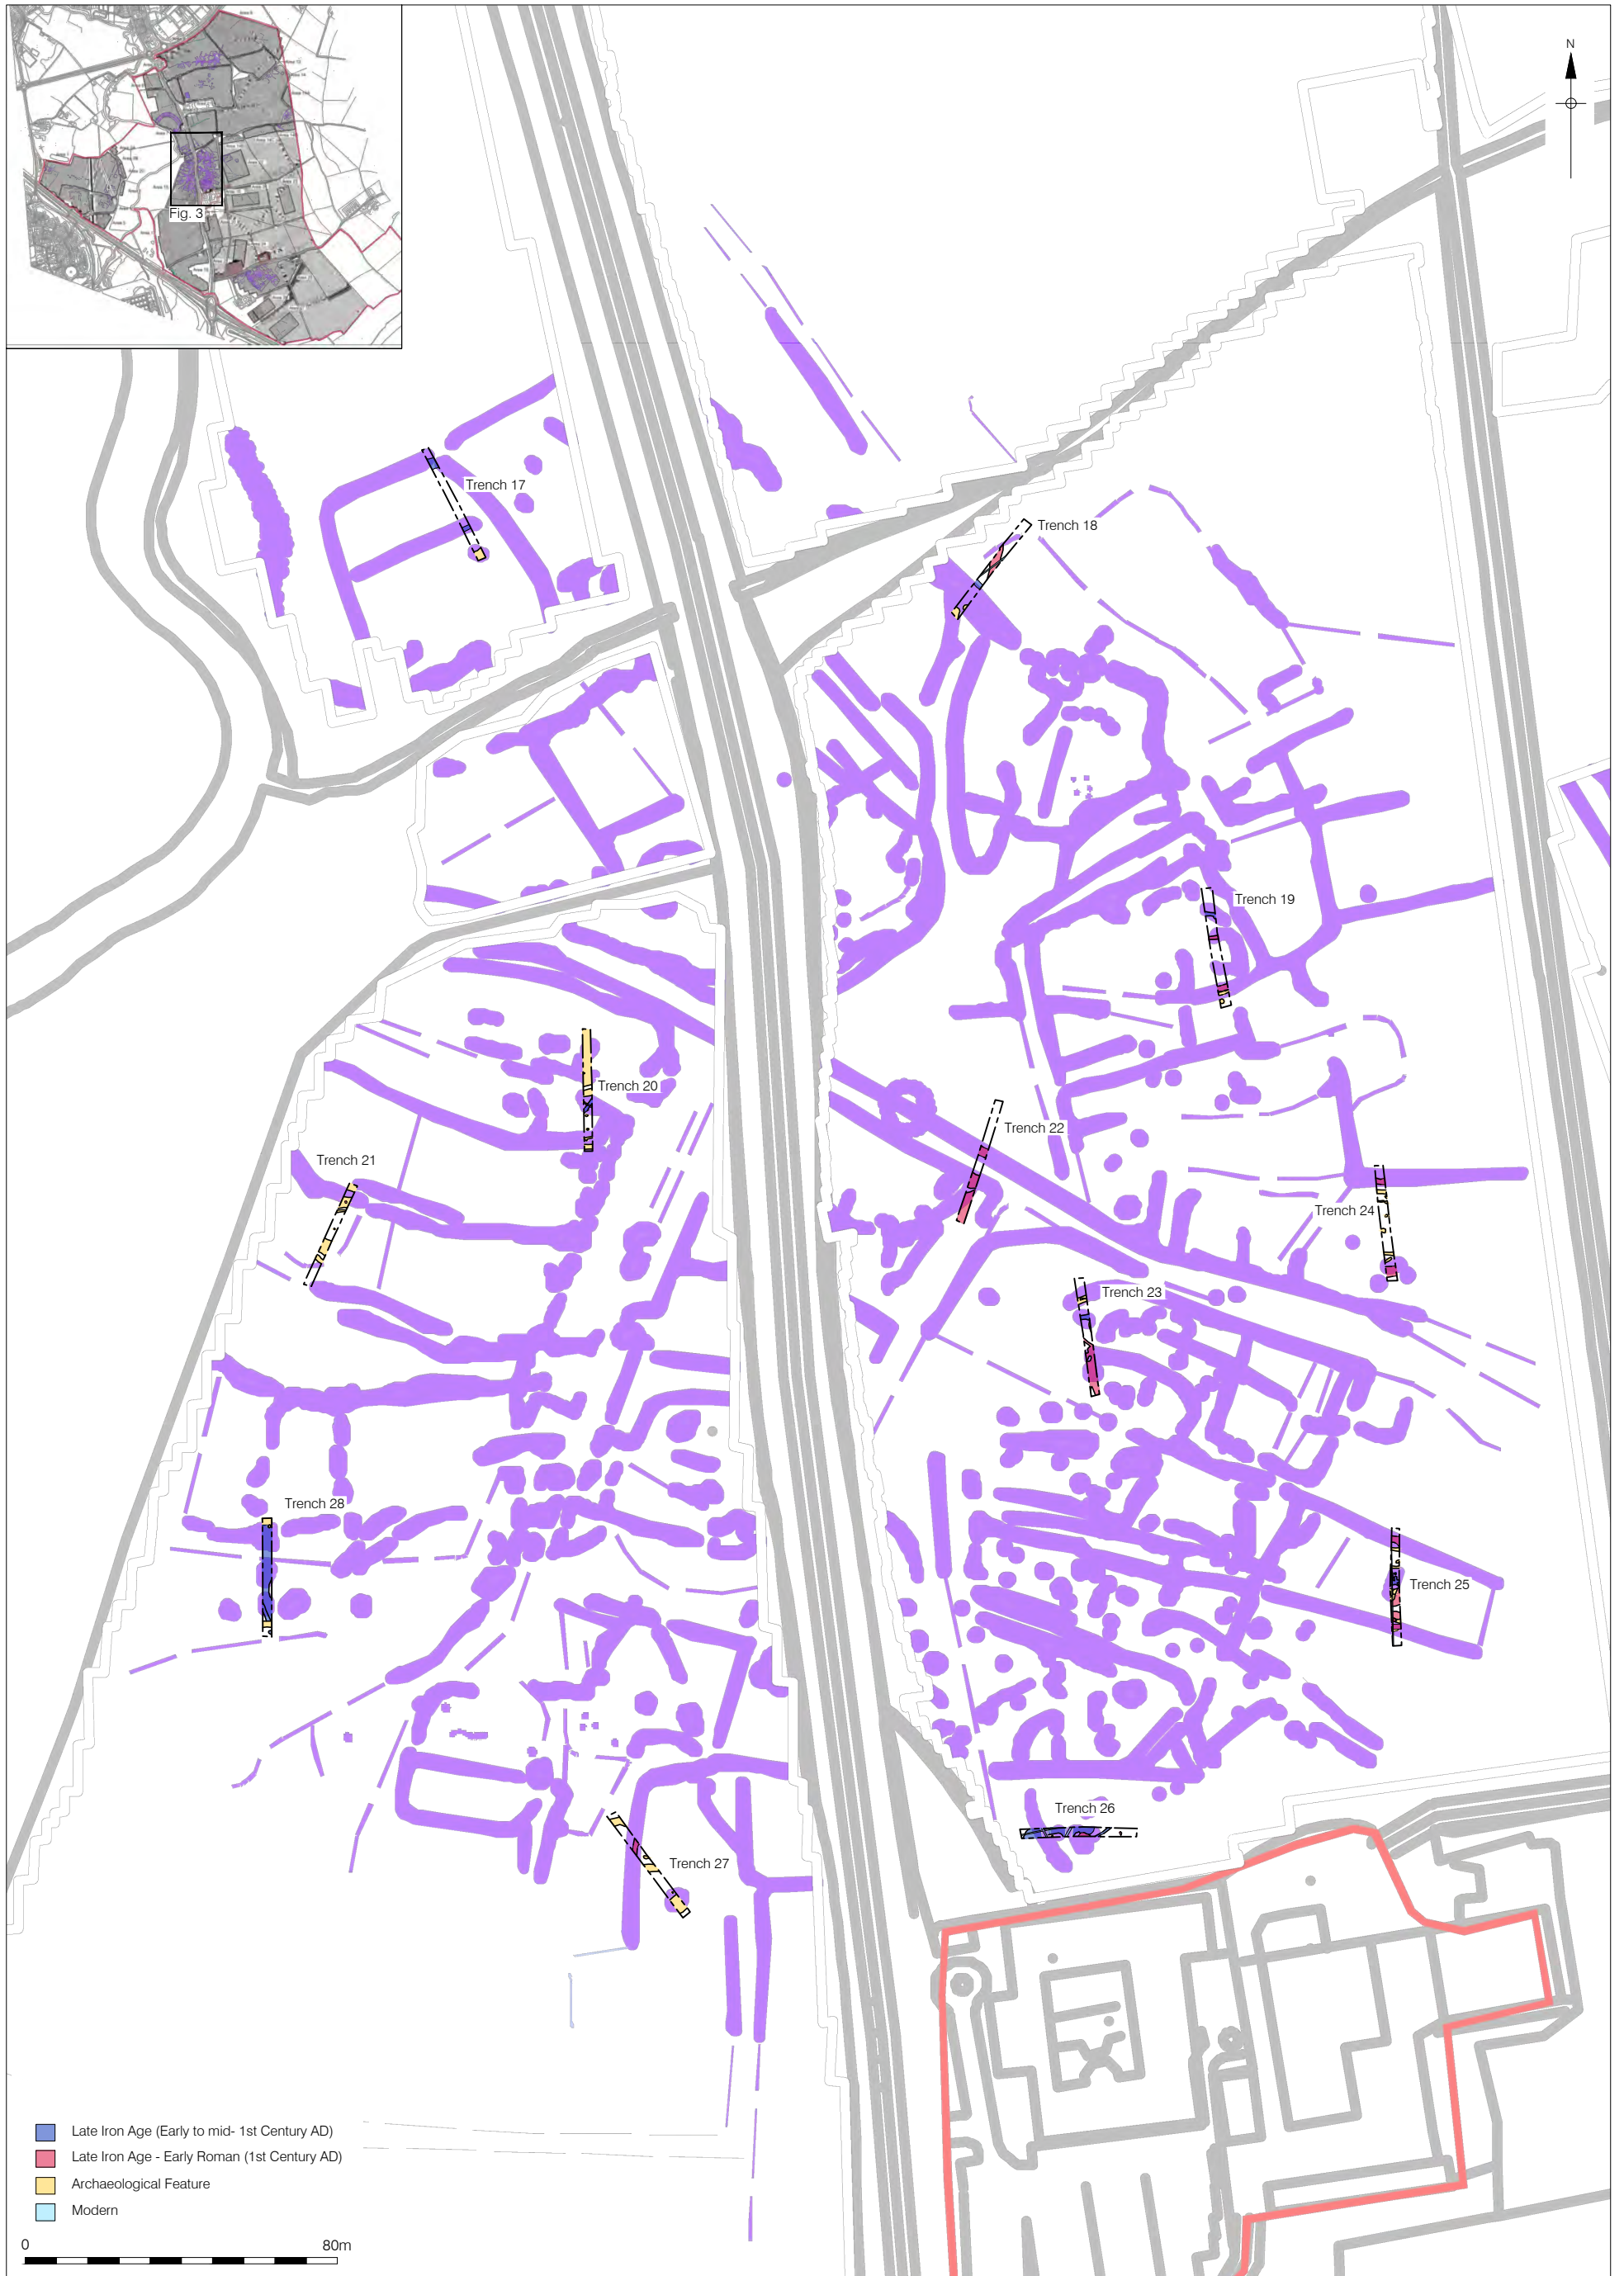 Fig. 3
N
Trench 17
Trench 18
Trench 19
Trench 20
Trench 21
Trench 22
Trench 23
Trench 24
Trench 25
Trench 26
Trench 27
Trench 28
Late Iron Age (Early to mid- 1st Century AD)
Late Iron Age - Early Roman (1st Century AD)
Archaeological Feature
Modern
0 80m